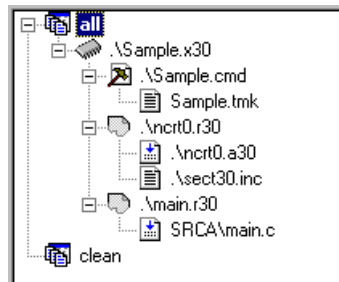 all
.\Sample.x30
.\Sample.cmd
Sample.tmk
.\ncrt0.r30
.\ncrt0.a30
.\sect30.inc
.\main.r30
SRCA\main.c
clean